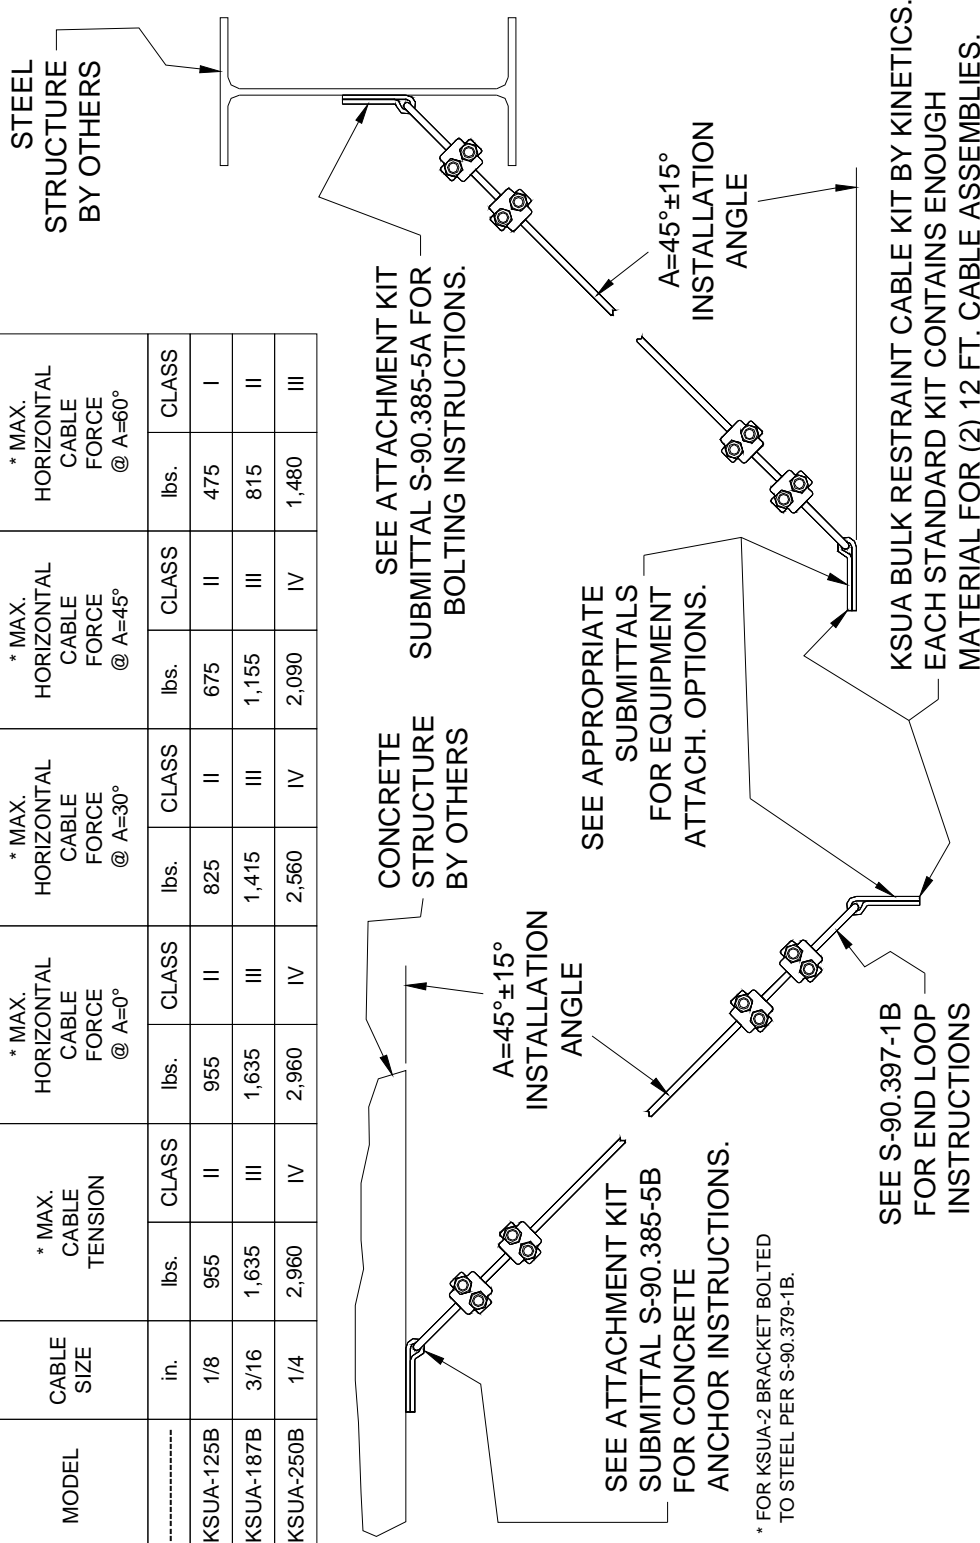 MODEL
CABLE
SIZE
* MAX.
CABLE
TENSION
* MAX.
HORIZONTAL
CABLE
FORCE
@ A=0°
* MAX.
HORIZONTAL
CABLE
FORCE
@ A=30°
* MAX.
HORIZONTAL
CABLE
FORCE
@ A=45°
* MAX.
HORIZONTAL
CABLE
FORCE
@ A=60°
----------- in. lbs. CLASS lbs. CLASS lbs. CLASS lbs. CLASS lbs. CLASS
KSUA-125B 1/8 955 II 955 II 825 II 675 II 475 I
KSUA-187B 3/16 1,635 III 1,635 III 1,415 III 1,155 III 815 II
KSUA-250B 1/4 2,960 IV 2,960 IV 2,560 IV 2,090 IV 1,480 III
STEEL
STRUCTURE
BY OTHERS
CONCRETE
STRUCTURE
BY OTHERS
SEE ATTACHMENT KIT
SUBMITTAL S-90.385-5A FOR
BOLTING INSTRUCTIONS.
A=45°±15°
INSTALLATION
ANGLE
A=45°±15°
INSTALLATION
ANGLE
SEE APPROPRIATE
SUBMITTALS
FOR EQUIPMENT
ATTACH. OPTIONS.
SEE ATTACHMENT KIT
SUBMITTAL S-90.385-5B
FOR CONCRETE
ANCHOR INSTRUCTIONS.
* FOR KSUA-2 BRACKET BOLTED
TO STEEL PER S-90.379-1B.
SEE S-90.397-1B
FOR END LOOP
INSTRUCTIONS
KSUA BULK RESTRAINT CABLE KIT BY KINETICS.
EACH STANDARD KIT CONTAINS ENOUGH
MATERIAL FOR (2) 12 FT. CABLE ASSEMBLIES.